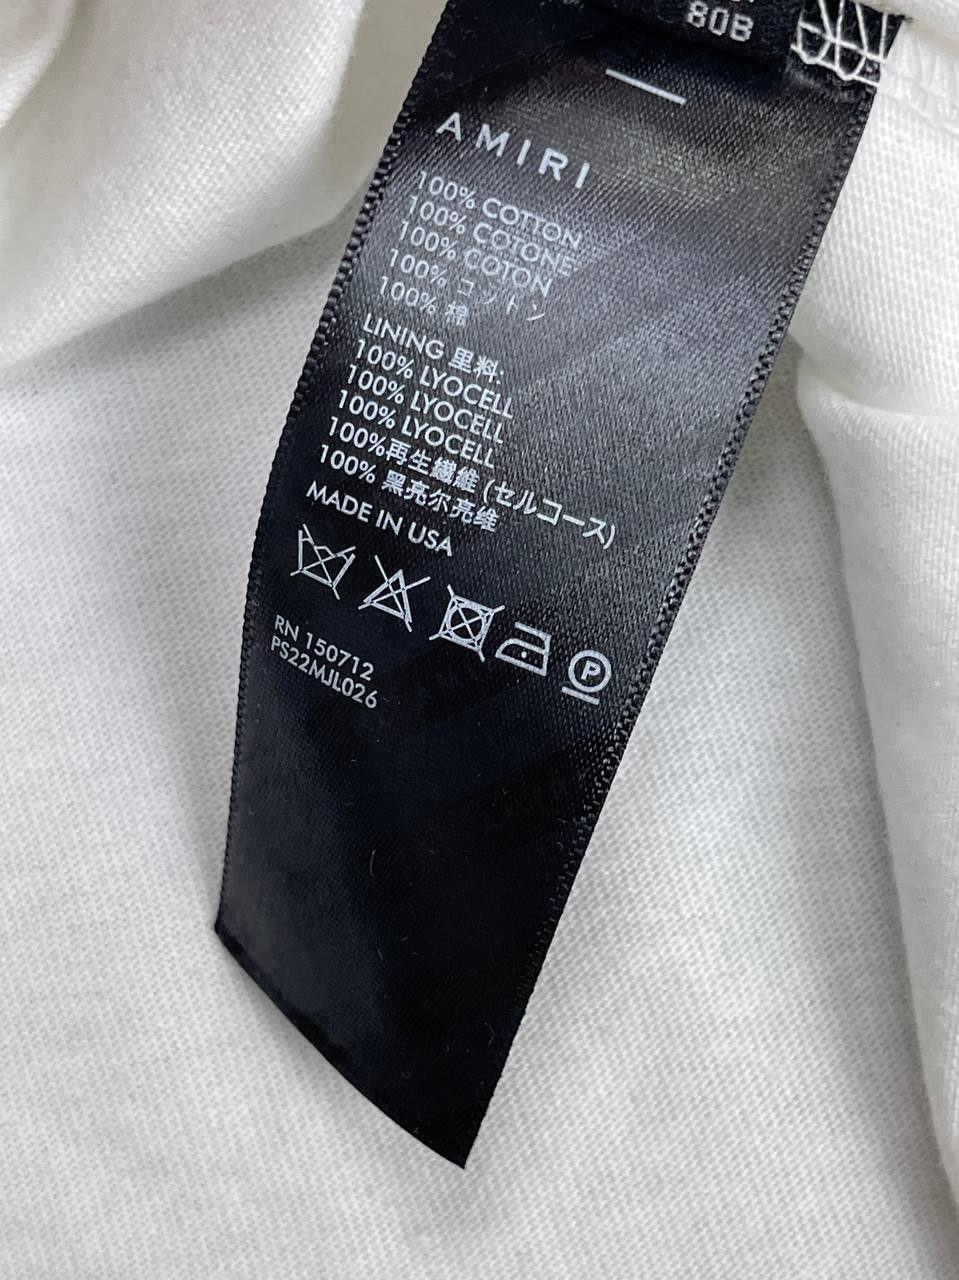 80B
AMIRI
100% COTTON
100% COTONE
100% COTON
100% コットン
100% 棉
LINING 里料:
100% LYOCELL
100% LYOCELL
100% LYOCELL
100%再生纖維 (セルコース)
100% 黑亮尔亮维
MADE IN USA
P
RN 150712
PS22MJL026